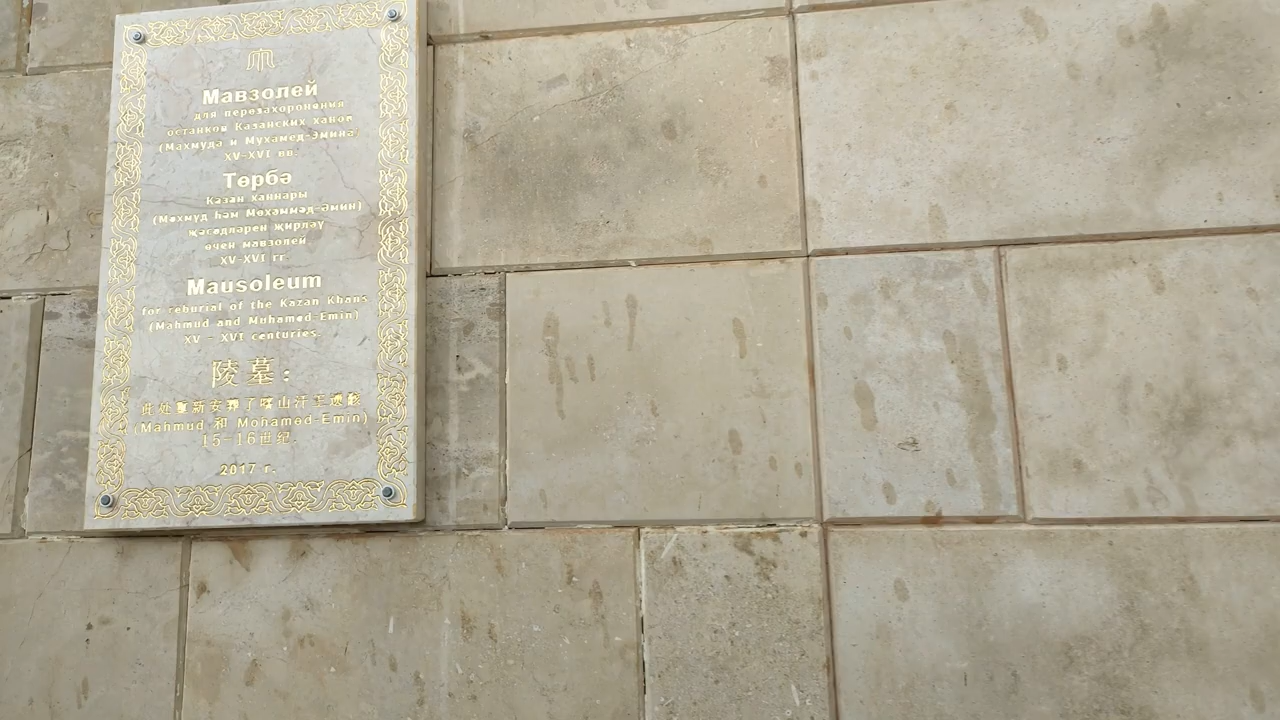 Мавзолей
для перезахоронения
останков Казанских ханов
(Махмуда и Мухамед-Эмина)
XV-XVI вв.
Төрбә
Казан ханнары
(Мәхмүд һәм Мөхәммәд-Әмин)
җәсәдләрен җирләү
өчен мавзолей
XV-XVI гг.
Mausoleum
for reburial of the Kazan Khans
(Mahmud and Muhamed-Emin)
XV - XVI centuries.
陵墓:
此处重新安葬了喀山汗王遗骸
(Mahmud 和 Mohamed-Emin)
15-16世纪.
2017 г.